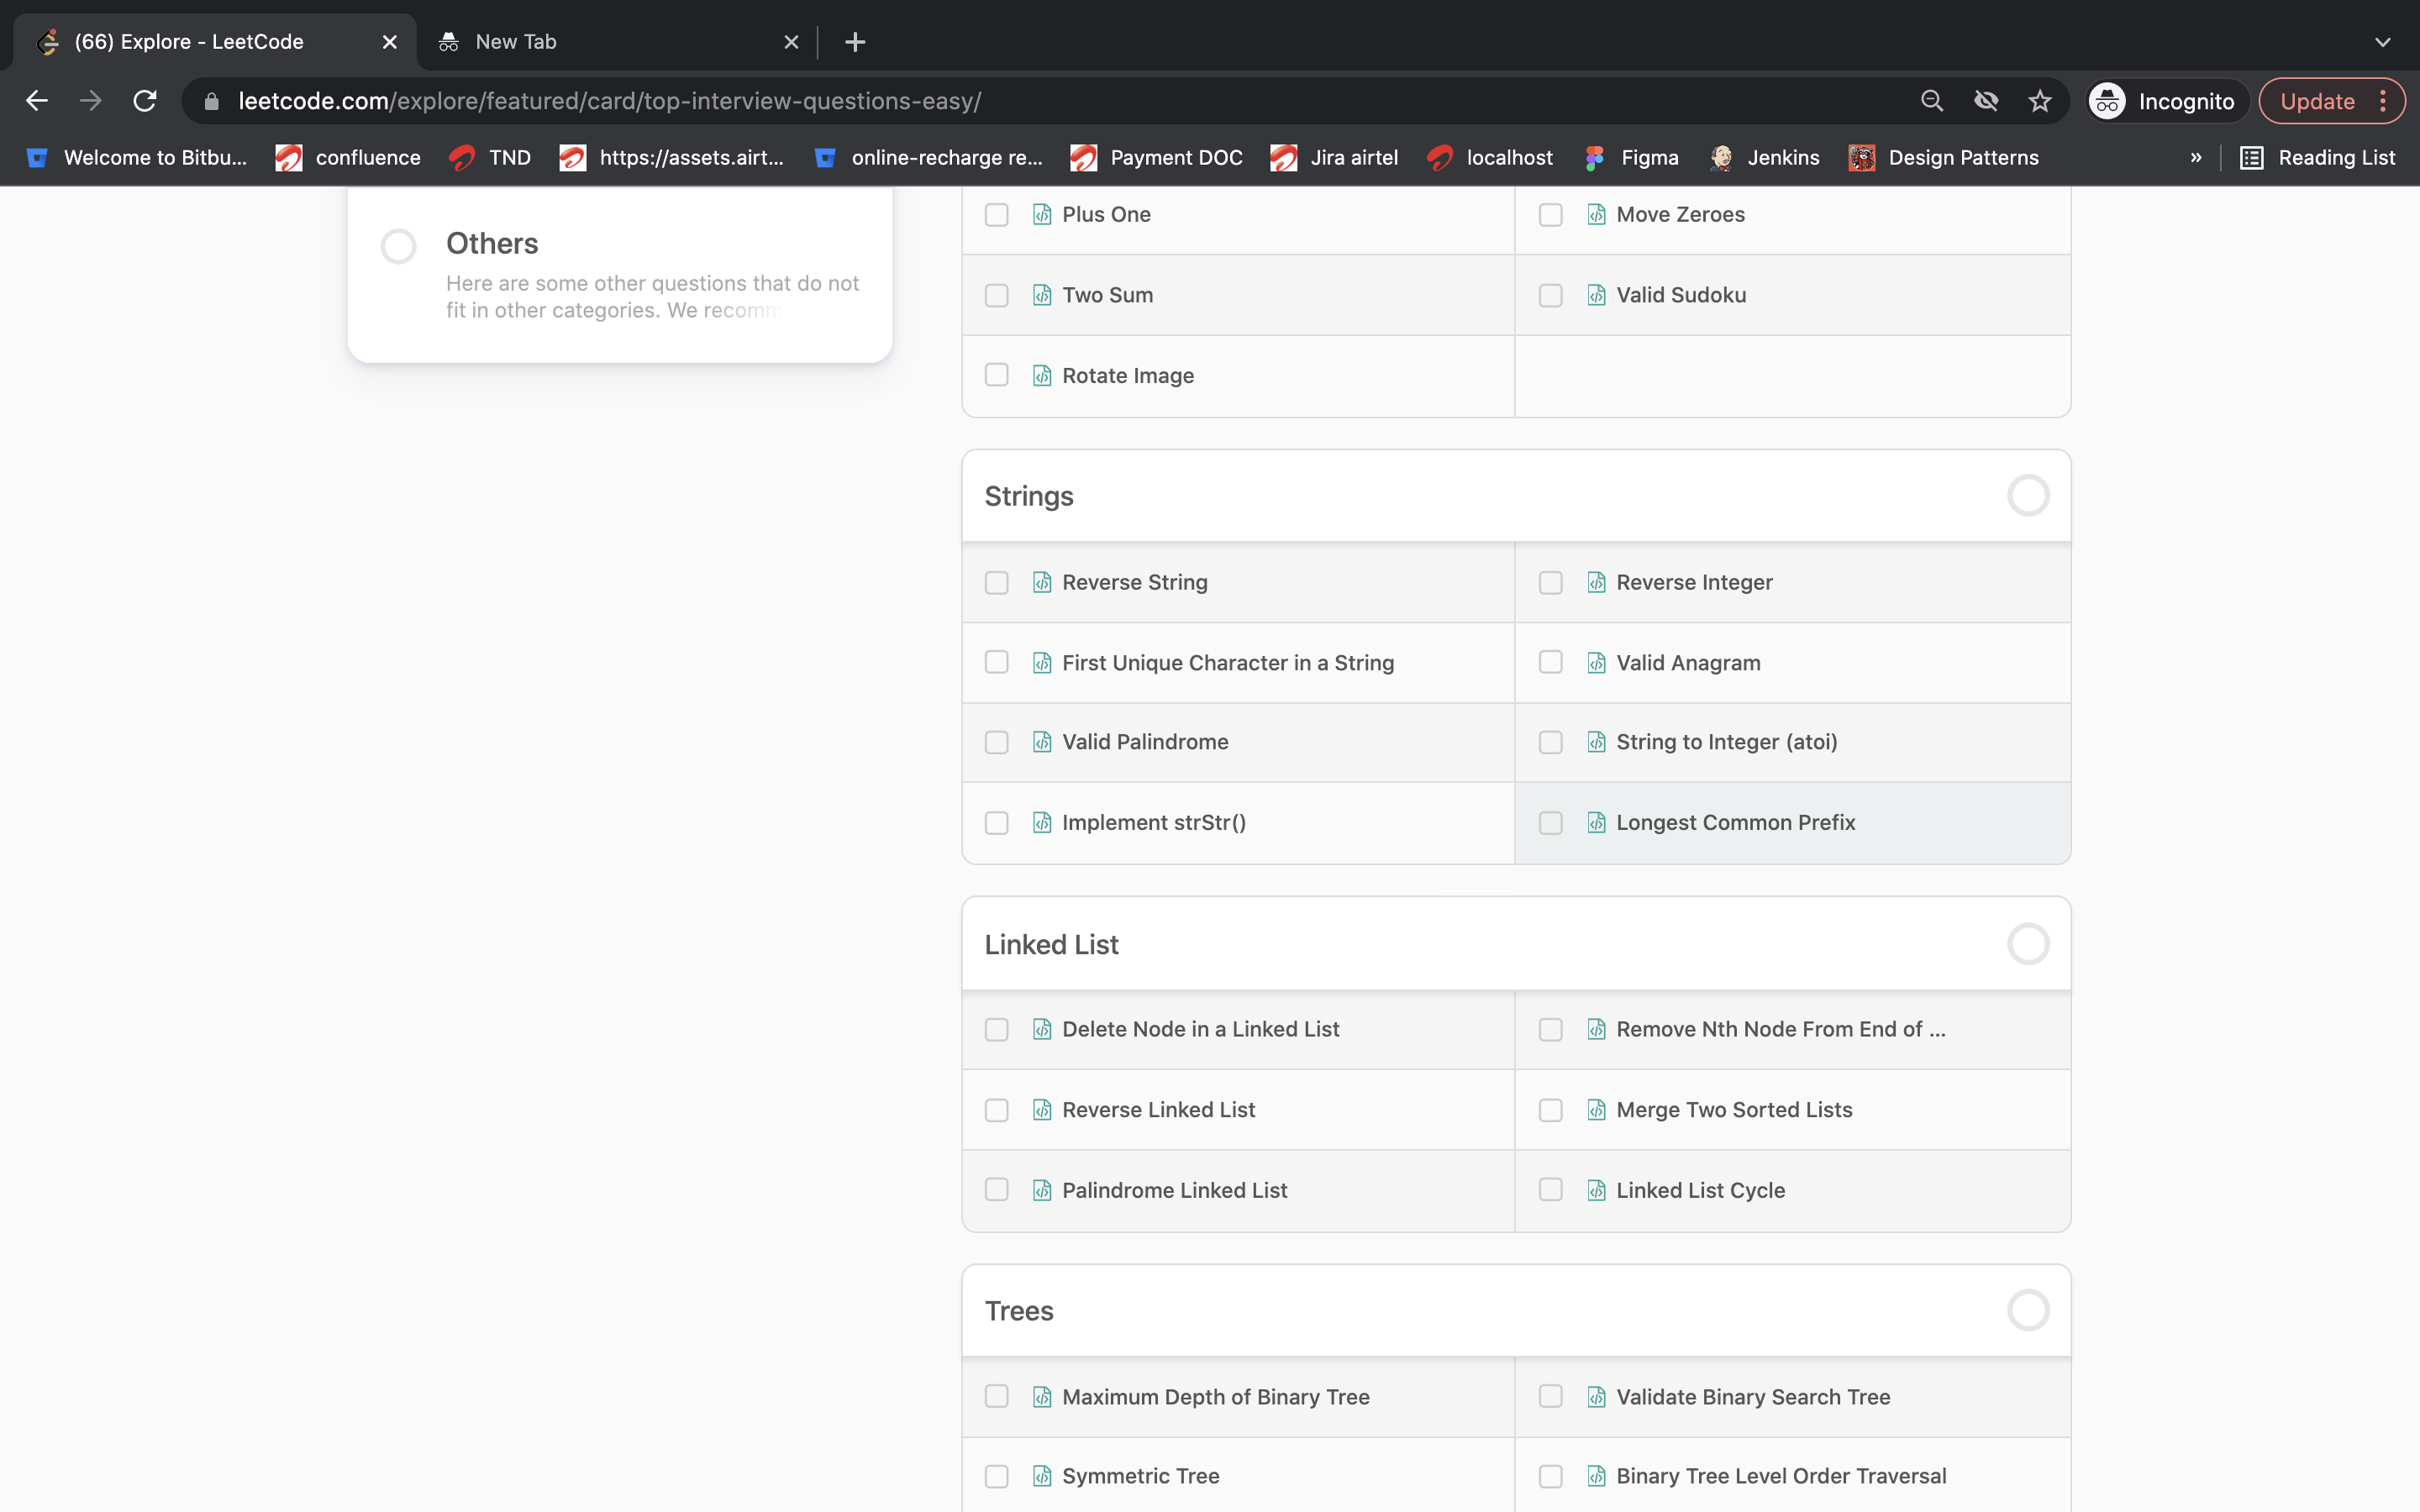 (66) Explore - LeetCode
New Tab
leetcode.com/explore/featured/card/top-interview-questions-easy/
Incognito
Update
Welcome to Bitbu...
confluence
TND
https://assets.airt...
online-recharge re...
Payment DOC
Jira airtel
localhost
Figma
Jenkins
Design Patterns
»
Reading List
Others
Here are some other questions that do not
fit in other categories. We recomm
Plus One
Move Zeroes
Two Sum
Valid Sudoku
Rotate Image
Strings
Reverse String
Reverse Integer
First Unique Character in a String
Valid Anagram
Valid Palindrome
String to Integer (atoi)
Implement strStr()
Longest Common Prefix
Linked List
Delete Node in a Linked List
Remove Nth Node From End of ...
Reverse Linked List
Merge Two Sorted Lists
Palindrome Linked List
Linked List Cycle
Trees
Maximum Depth of Binary Tree
Validate Binary Search Tree
Symmetric Tree
Binary Tree Level Order Traversal